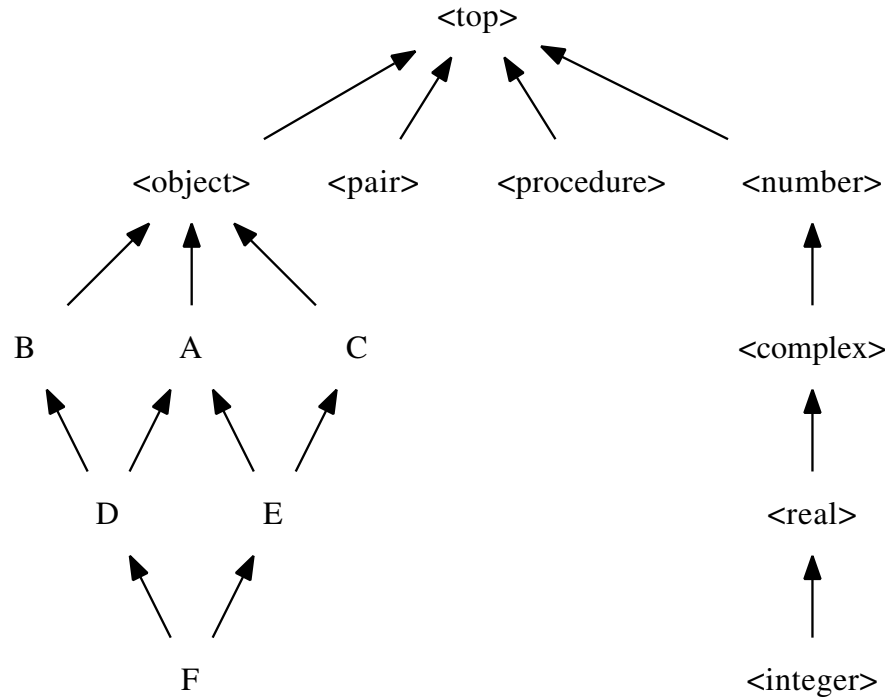 <top>
<object> <pair> <procedure> <number>
B A C <complex>
D E <real>
F <integer>